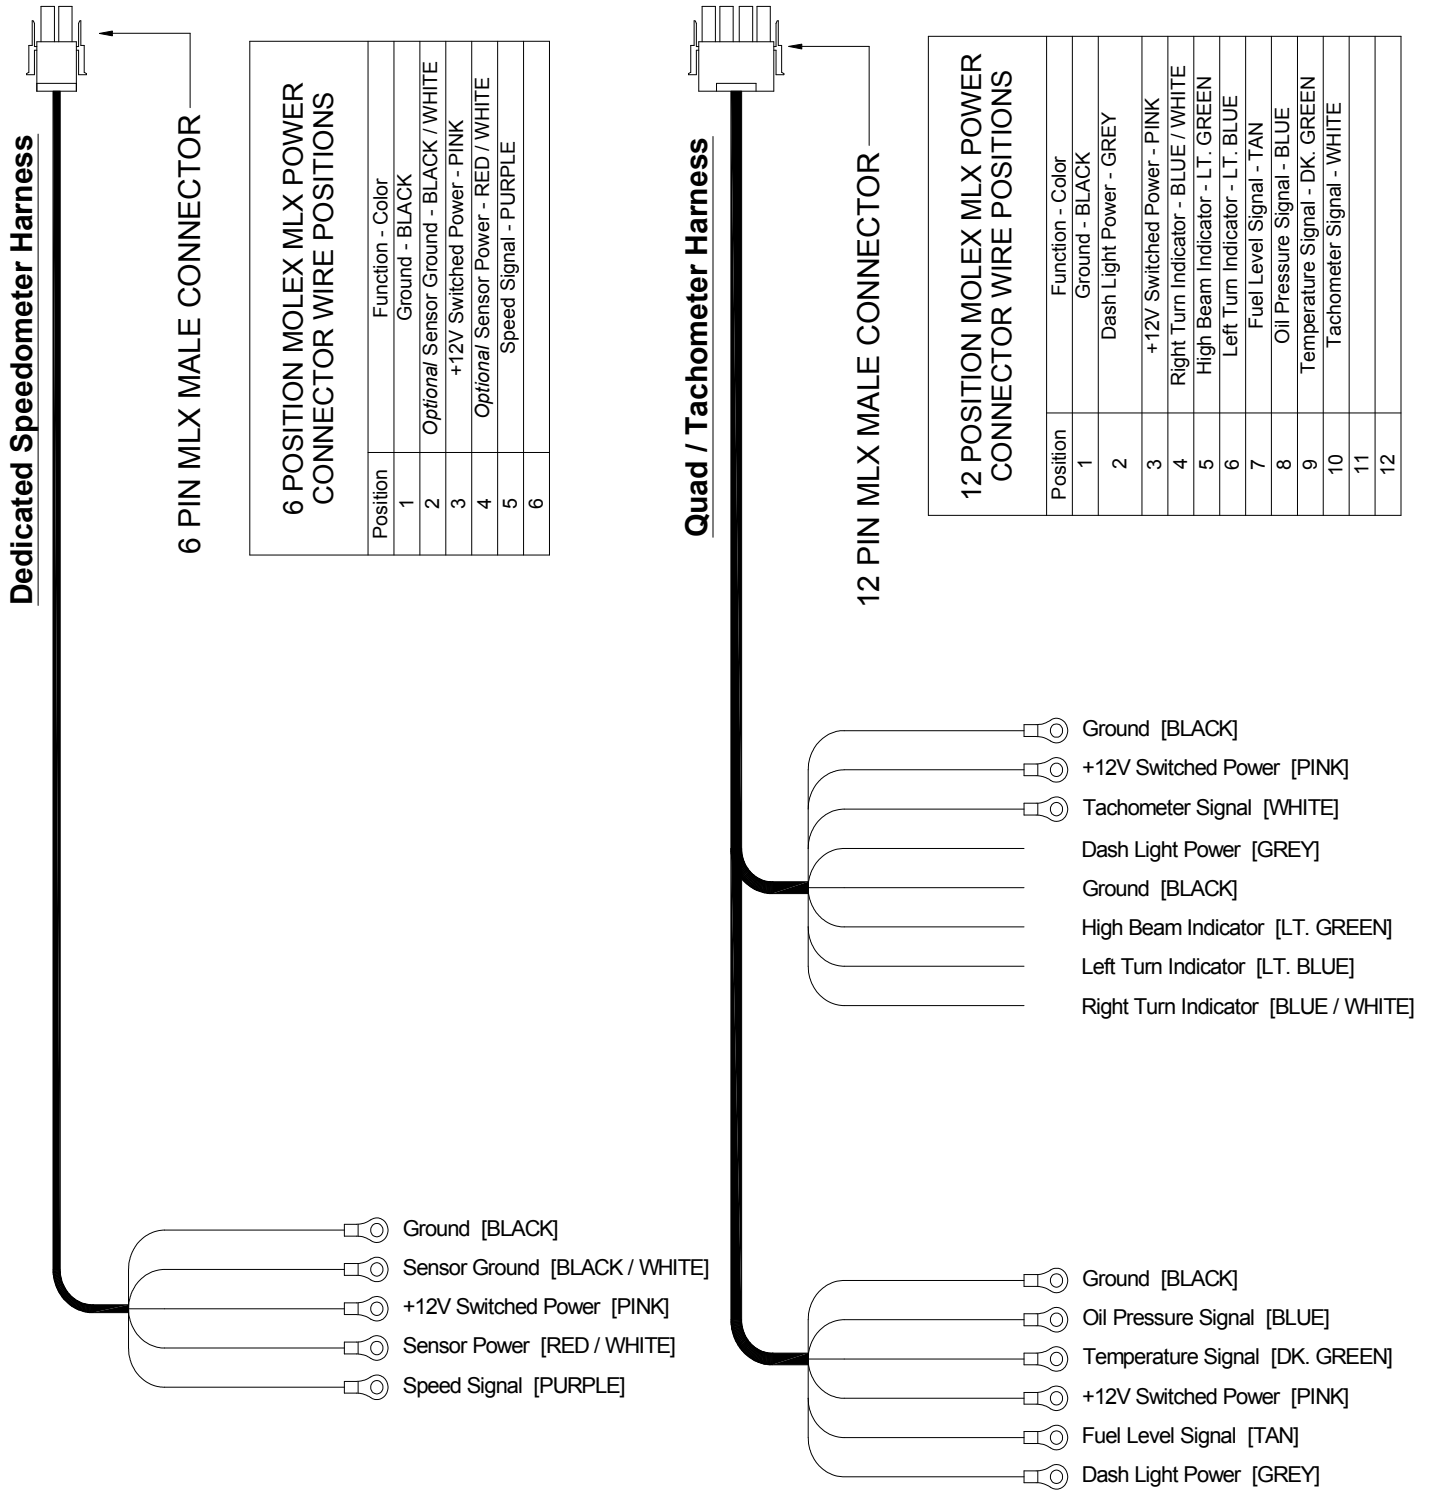 Dedicated Speedometer Harness
6 PIN MLX MALE CONNECTOR
6 POSITION MOLEX MLX POWER
CONNECTOR WIRE POSITIONS
Position Function - Color
1 Ground - BLACK
2 Optional Sensor Ground - BLACK / WHITE
3 +12V Switched Power - PINK
4 Optional Sensor Power - RED / WHITE
5 Speed Signal - PURPLE
6
Ground [BLACK]
Sensor Ground [BLACK / WHITE]
+12V Switched Power [PINK]
Sensor Power [RED / WHITE]
Speed Signal [PURPLE]
Quad / Tachometer Harness
12 PIN MLX MALE CONNECTOR
12 POSITION MOLEX MLX POWER
CONNECTOR WIRE POSITIONS
Position Function - Color
1 Ground - BLACK
2 Dash Light Power - GREY
3 +12V Switched Power - PINK
4 Right Turn Indicator - BLUE / WHITE
5 High Beam Indicator - LT. GREEN
6 Left Turn Indicator - LT. BLUE
7 Fuel Level Signal - TAN
8 Oil Pressure Signal - BLUE
9 Temperature Signal - DK. GREEN
10 Tachometer Signal - WHITE
11
12
Ground [BLACK]
+12V Switched Power [PINK]
Tachometer Signal [WHITE]
Dash Light Power [GREY]
Ground [BLACK]
High Beam Indicator [LT. GREEN]
Left Turn Indicator [LT. BLUE]
Right Turn Indicator [BLUE / WHITE]
Ground [BLACK]
Oil Pressure Signal [BLUE]
Temperature Signal [DK. GREEN]
+12V Switched Power [PINK]
Fuel Level Signal [TAN]
Dash Light Power [GREY]